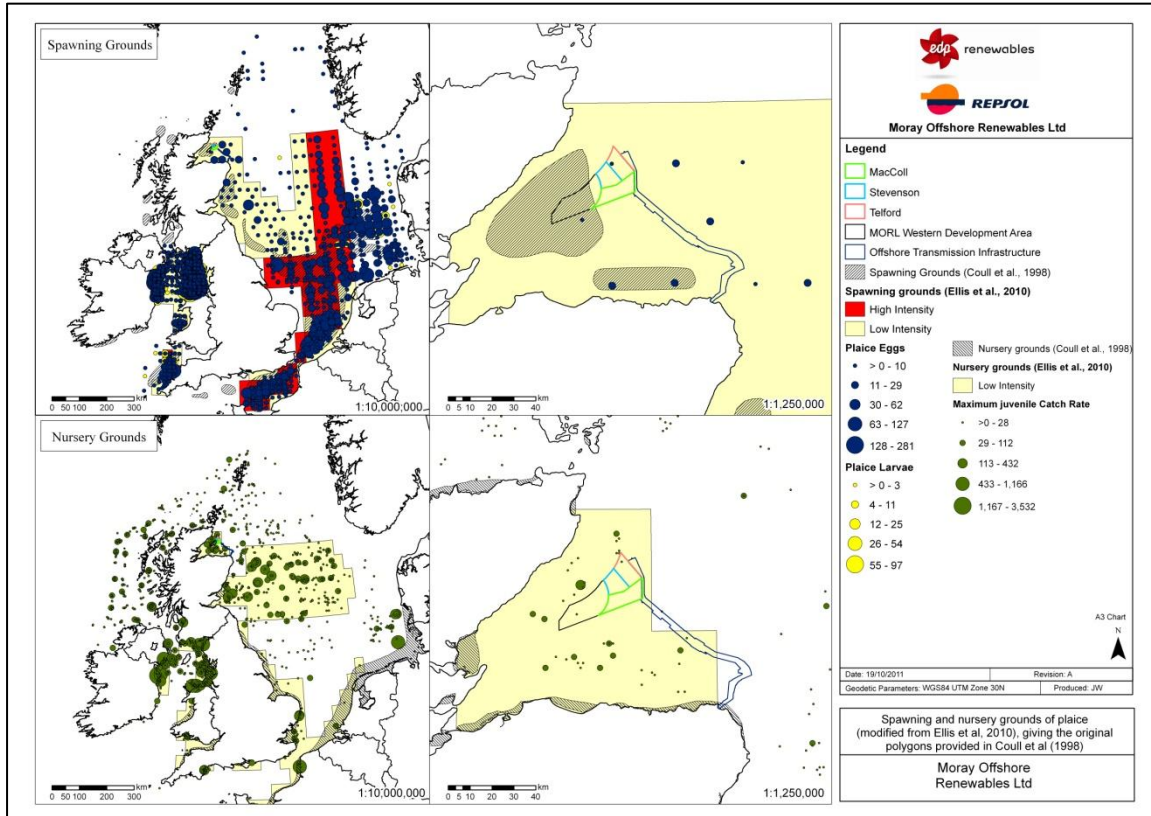 Spawning Grounds
km
0 50 100 200 300
1:10,000,000
km
0 5 10 20 30 40
1:1,250,000
Nursery Grounds
km
0 50 100 200 300
1:10,000,000
km
0 5 10 20 30 40
1:1,250,000
edp renewables
REPSOL
Moray Offshore Renewables Ltd
Legend
MacColl
Stevenson
Telford
MORL Western Development Area
Offshore Transmission Infrastructure
Spawning Grounds (Coull et al., 1998)
Spawning grounds (Ellis et al., 2010)
High Intensity
Low Intensity
Plaice Eggs
> 0 - 10
11 - 29
30 - 62
63 - 127
128 - 281
Plaice Larvae
> 0 - 3
4 - 11
12 - 25
26 - 54
55 - 97
Nursery grounds (Coull et al., 1998)
Nursery grounds (Ellis et al., 2010)
Low Intensity
Maximum juvenile Catch Rate
>0 - 28
29 - 112
113 - 432
433 - 1,166
1,167 - 3,532
A3 Chart
N
Date: 19/10/2011 Revision: A
Geodetic Parameters: WGS84 UTM Zone 30N Produced: JW
Spawning and nursery grounds of plaice
(modified from Ellis et al, 2010), giving the original
polygons provided in Coull et al (1998)
Moray Offshore
Renewables Ltd